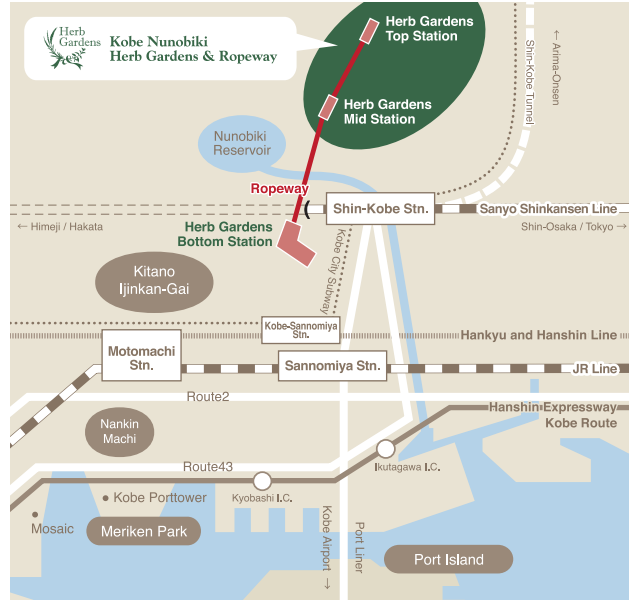 Herb
Gardens
Kobe Nunobiki
Herb Gardens & Ropeway
Herb Gardens
Top Station
Herb Gardens
Mid Station
← Arima-Onsen
Shin-Kobe Tunnel
Nunobiki
Reservoir
Ropeway
Shin-Kobe Stn.
Sanyo Shinkansen Line
← Himeji / Hakata
Shin-Osaka / Tokyo →
Herb Gardens
Bottom Station
Kobe City Subway
Kitano
Ijinkan-Gai
Kobe-Sannomiya
Stn.
Hankyu and Hanshin Line
Motomachi
Stn.
Sannomiya Stn.
JR Line
Route2
Hanshin Expressway
Kobe Route
Nankin
Machi
Route43
Ikutagawa I.C.
Kyobashi I.C.
Kobe Porttower
Mosaic
Meriken Park
Kobe Airport →
Port Liner
Port Island